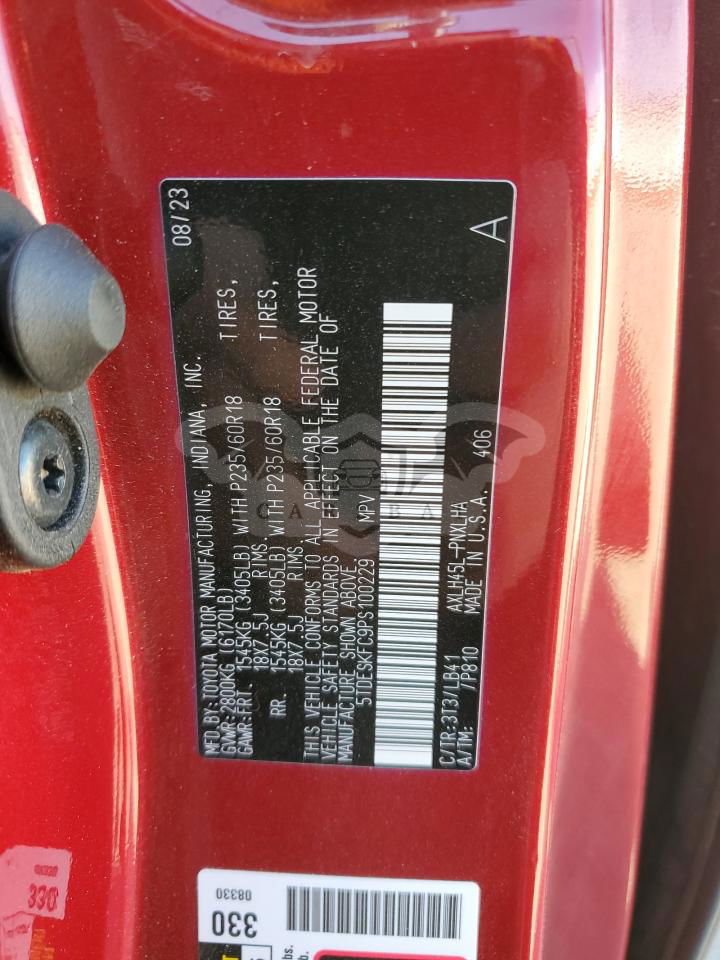 08/23
MFD.BY:TOYOTA MOTOR MANUFACTURING, INDIANA, INC.
GVWR:2800KG (6170LB)
GAWR:FRT. 1545KG (3405LB) WITH P235/60R18 TIRES,
18X7.5J RIMS
RR. 1545KG (3405LB) WITH P235/60R18 TIRES,
18X7.5J RIMS
THIS VEHICLE CONFORMS TO ALL APPLICABLE FEDERAL MOTOR
VEHICLE SAFETY STANDARDS IN EFFECT ON THE DATE OF
MANUFACTURE SHOWN ABOVE.
5TDESKFC9PS100229 MPV
C/TR:3T3/LB41 AXLH45L-PNXLHA
A/TM: /P810 MADE IN U.S.A. 406 A
330
08330
330